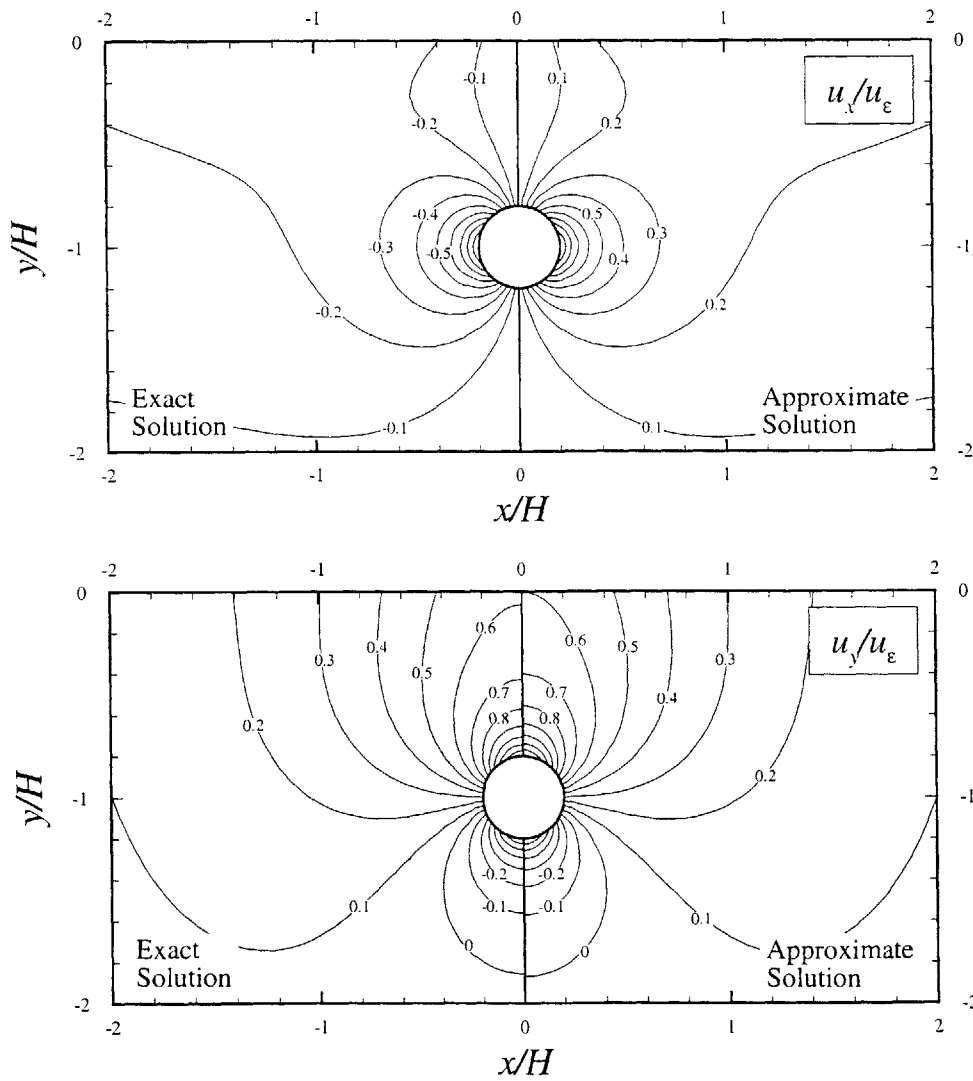 -2 -1 0 1 2
0 0
-0.1 0.1
u_x/u_ε
-0.2 0.2
-0.4 0.5
-0.3 0.3
y/H
-1 -1
-0.5 0.4
-0.2 0.2
Exact Approximate
Solution Solution
-0.1 0.1
-2 -2
-2 -1 0 1 2
x/H
-2 -1 0 1 2
0 0
0.6 0.6
u_y/u_ε
0.4 0.5
0.3 0.3
0.5 0.4
0.7 0.7
0.2 0.8 0.8
0.2
y/H
-1 -1
-0.2 -0.2
0.1 -0.1 -0.1 0.1
0 0
Exact Approximate
Solution Solution
-2 -2
-2 -1 0 1 2
x/H